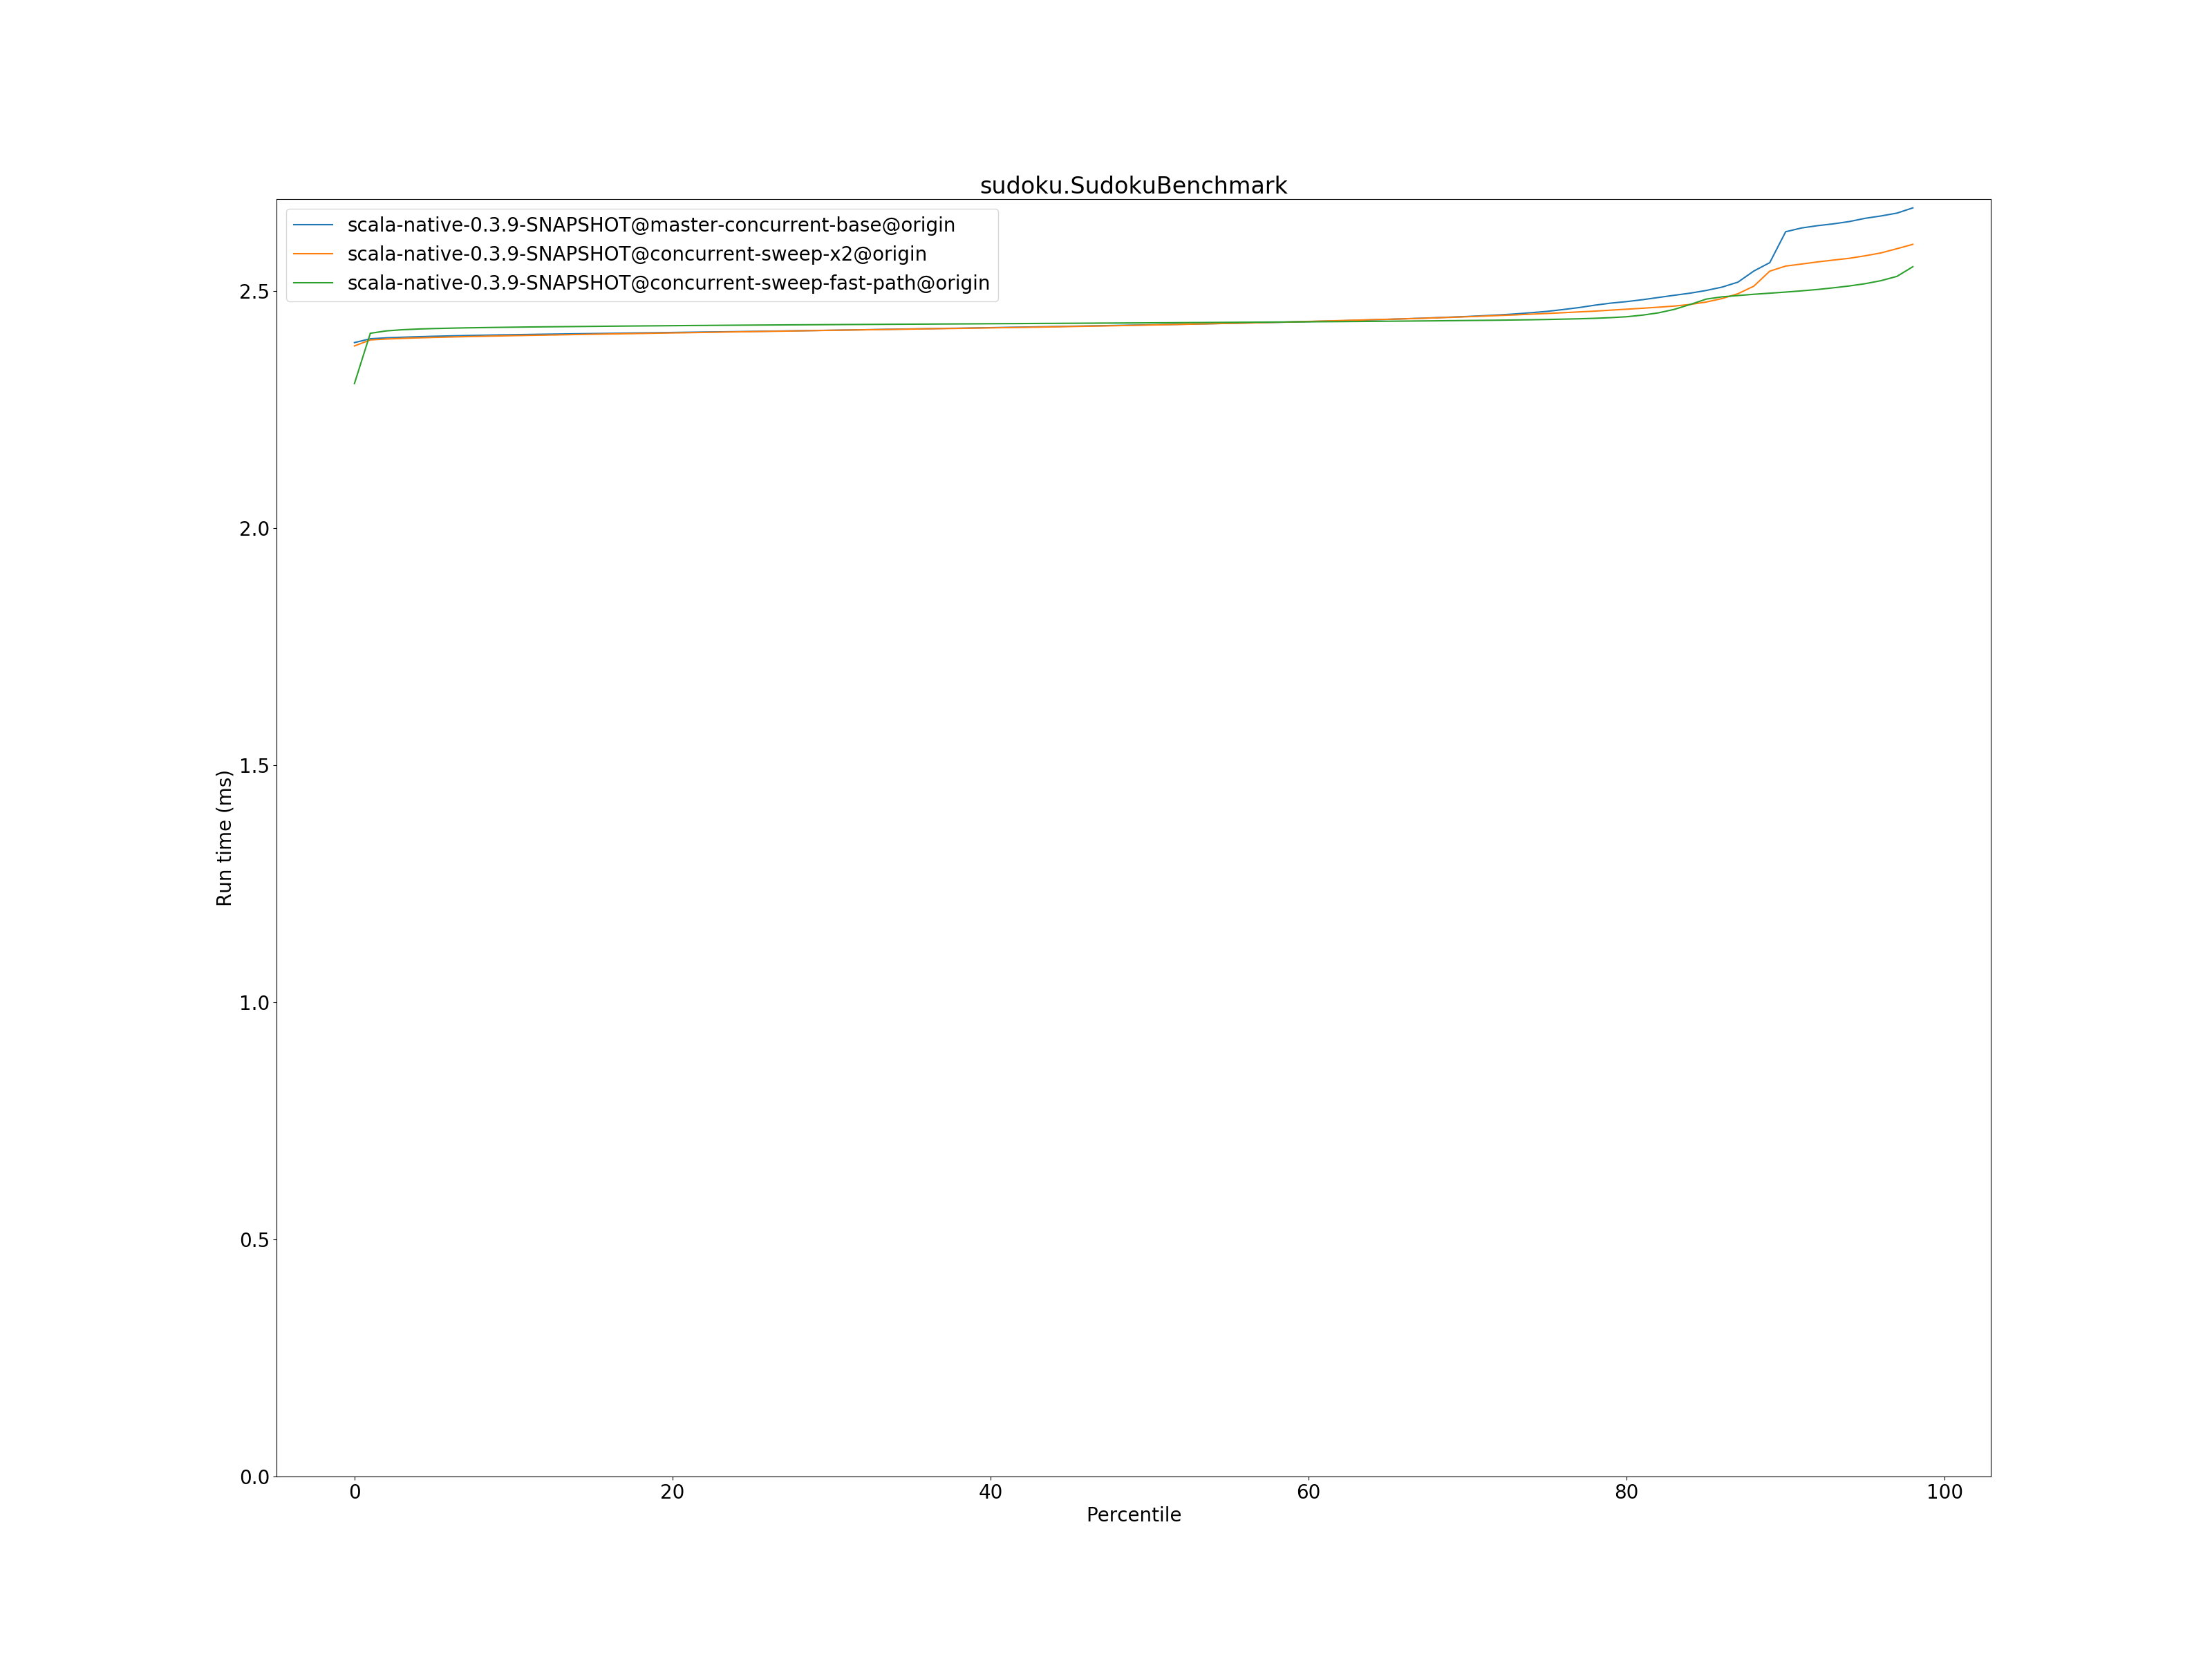 sudoku.SudokuBenchmark
scala-native-0.3.9-SNAPSHOT@master-concurrent-base@origin
scala-native-0.3.9-SNAPSHOT@concurrent-sweep-x2@origin
scala-native-0.3.9-SNAPSHOT@concurrent-sweep-fast-path@origin
2.5
2.0
1.5
1.0
0.5
0.0
Run time (ms)
0 20 40 60 80 100
Percentile